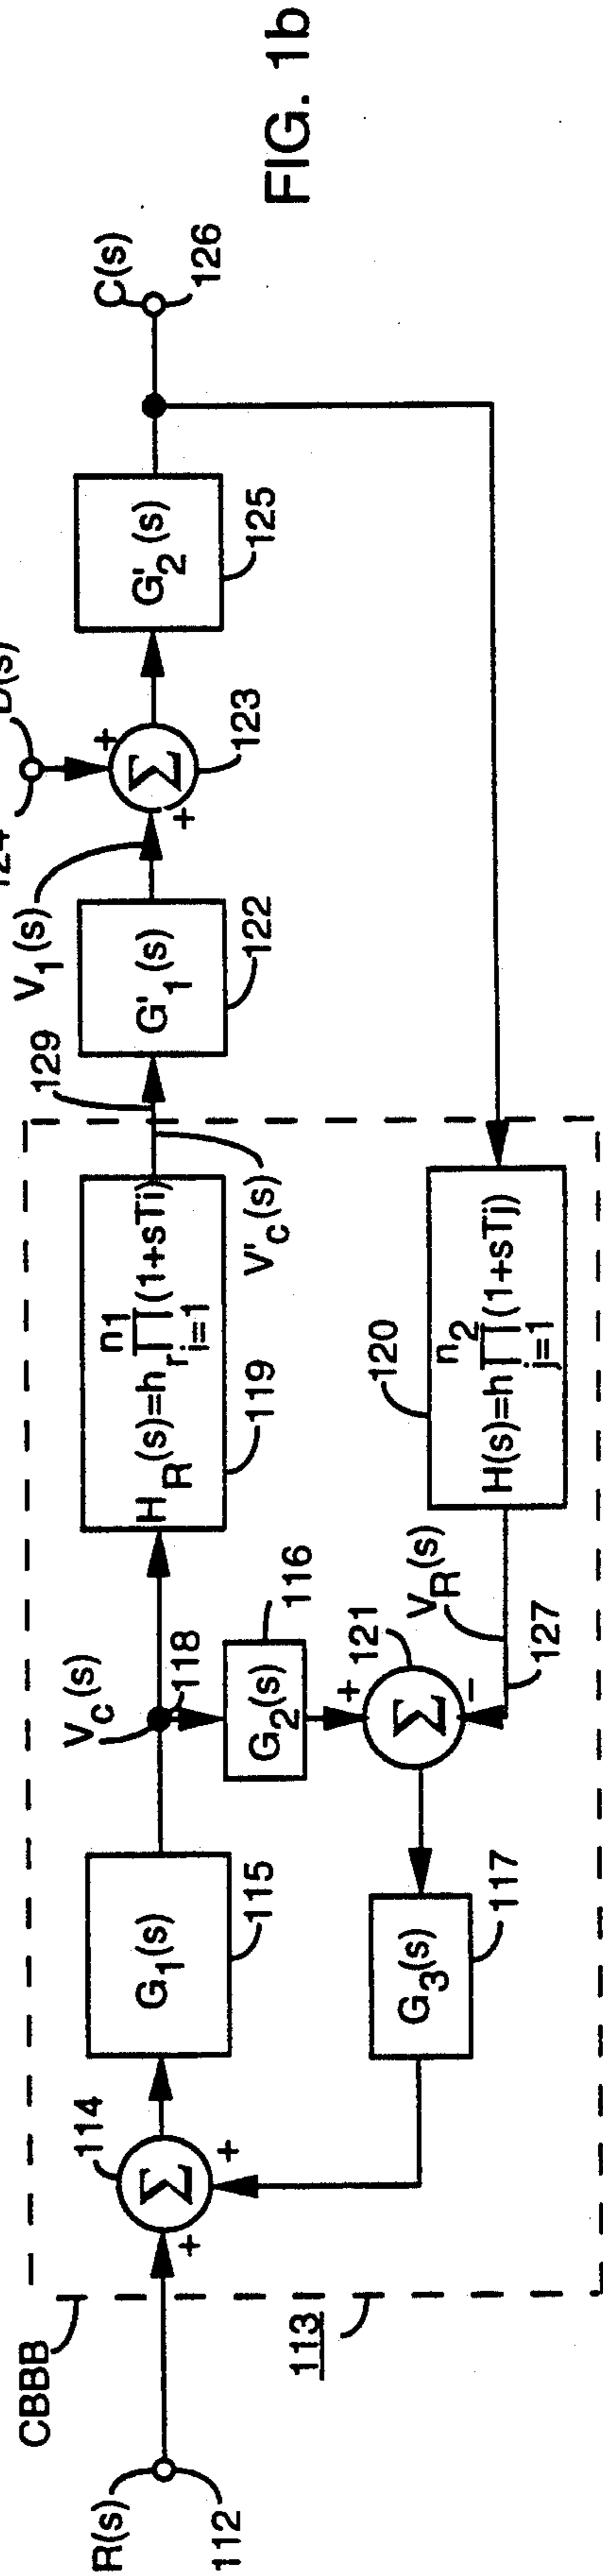 R(s)
112
CBBB
113
114
G1(s)
115
Vc(s)
118
G2(s)
116
G3(s)
117
121
VR(s)
127
HR(s)=hr n1∏i=1(1+sTi)
119
H(s)=h n2∏j=1(1+sTj)
120
V'c(s)
129
G'1(s)
122
V1(s)
Σ
Σ
Σ
+
+
+
−
+
+
123
G'2(s)
125
C(s)
126
FIG. 1b